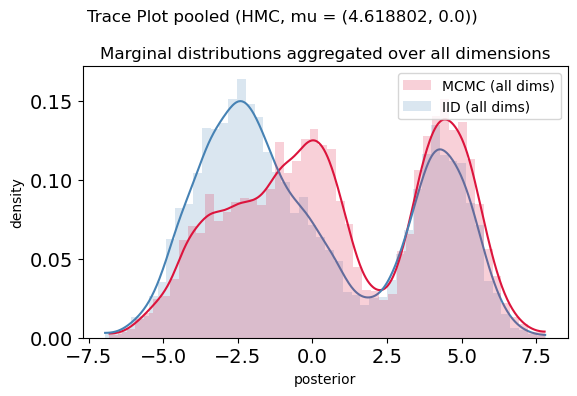 Trace Plot pooled (HMC, mu = (4.618802, 0.0))
Marginal distributions aggregated over all dimensions
MCMC (all dims)
IID (all dims)
density
0.15
0.10
0.05
0.00
−7.5 −5.0 −2.5 0.0 2.5 5.0 7.5
posterior